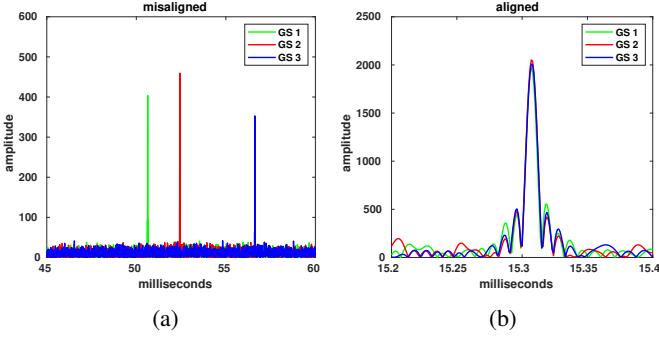 misaligned
600
500
400
300
200
100
0
amplitude
GS 1
GS 2
GS 3
45
50
55
60
milliseconds
(a)
aligned
2500
2000
1500
1000
500
0
amplitude
GS 1
GS 2
GS 3
15.2
15.25
15.3
15.35
15.4
milliseconds
(b)